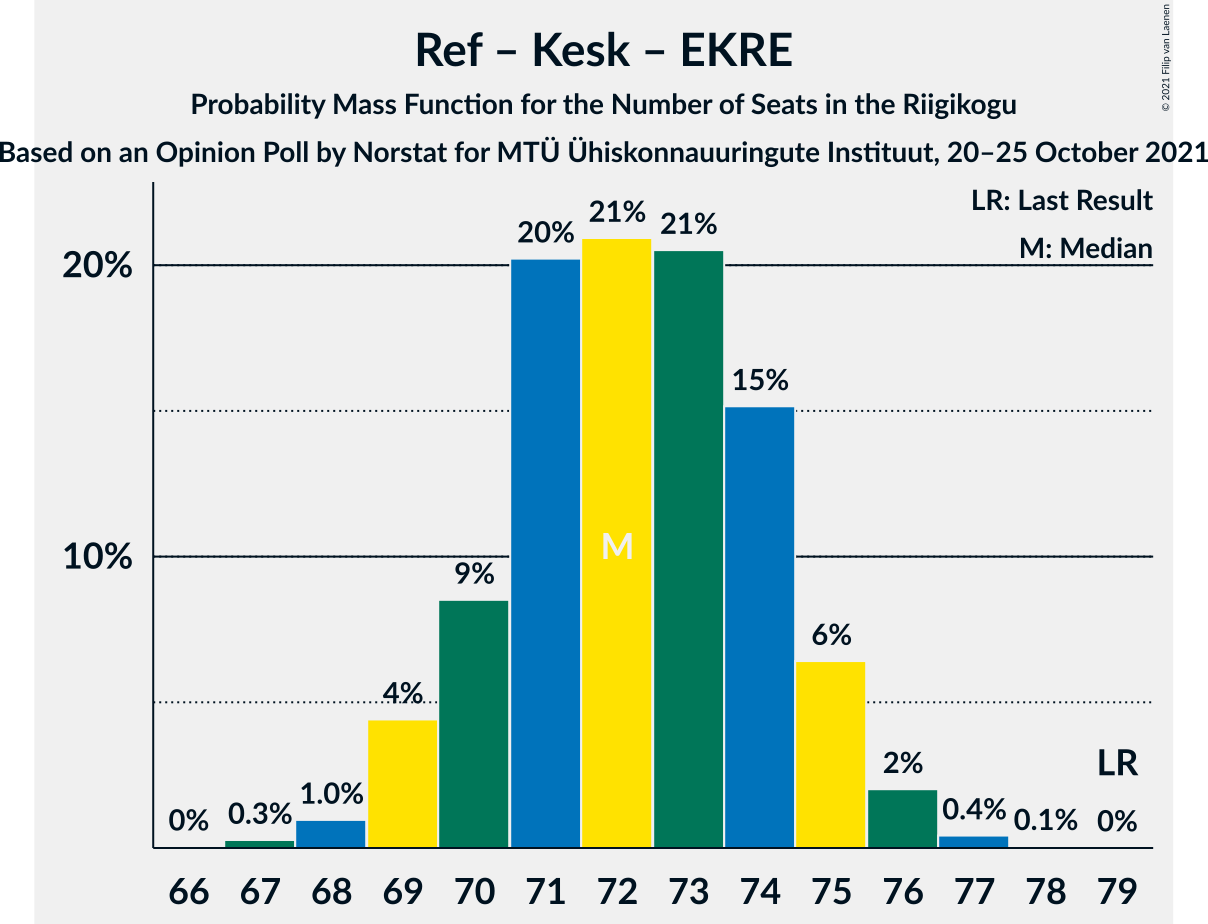 Ref – Kesk – EKRE
Probability Mass Function for the Number of Seats in the Riigikogu
Based on an Opinion Poll by Norstat for MTÜ Ühiskonnauuringute Instituut, 20–25 October 2021
© 2021 Filip van Laenen
LR: Last Result
M: Median
20%
10%
0%
0.3%
1.0%
4%
9%
20%
21%
21%
15%
6%
2%
0.4%
0.1%
0%
M
LR
66 67 68 69 70 71 72 73 74 75 76 77 78 79